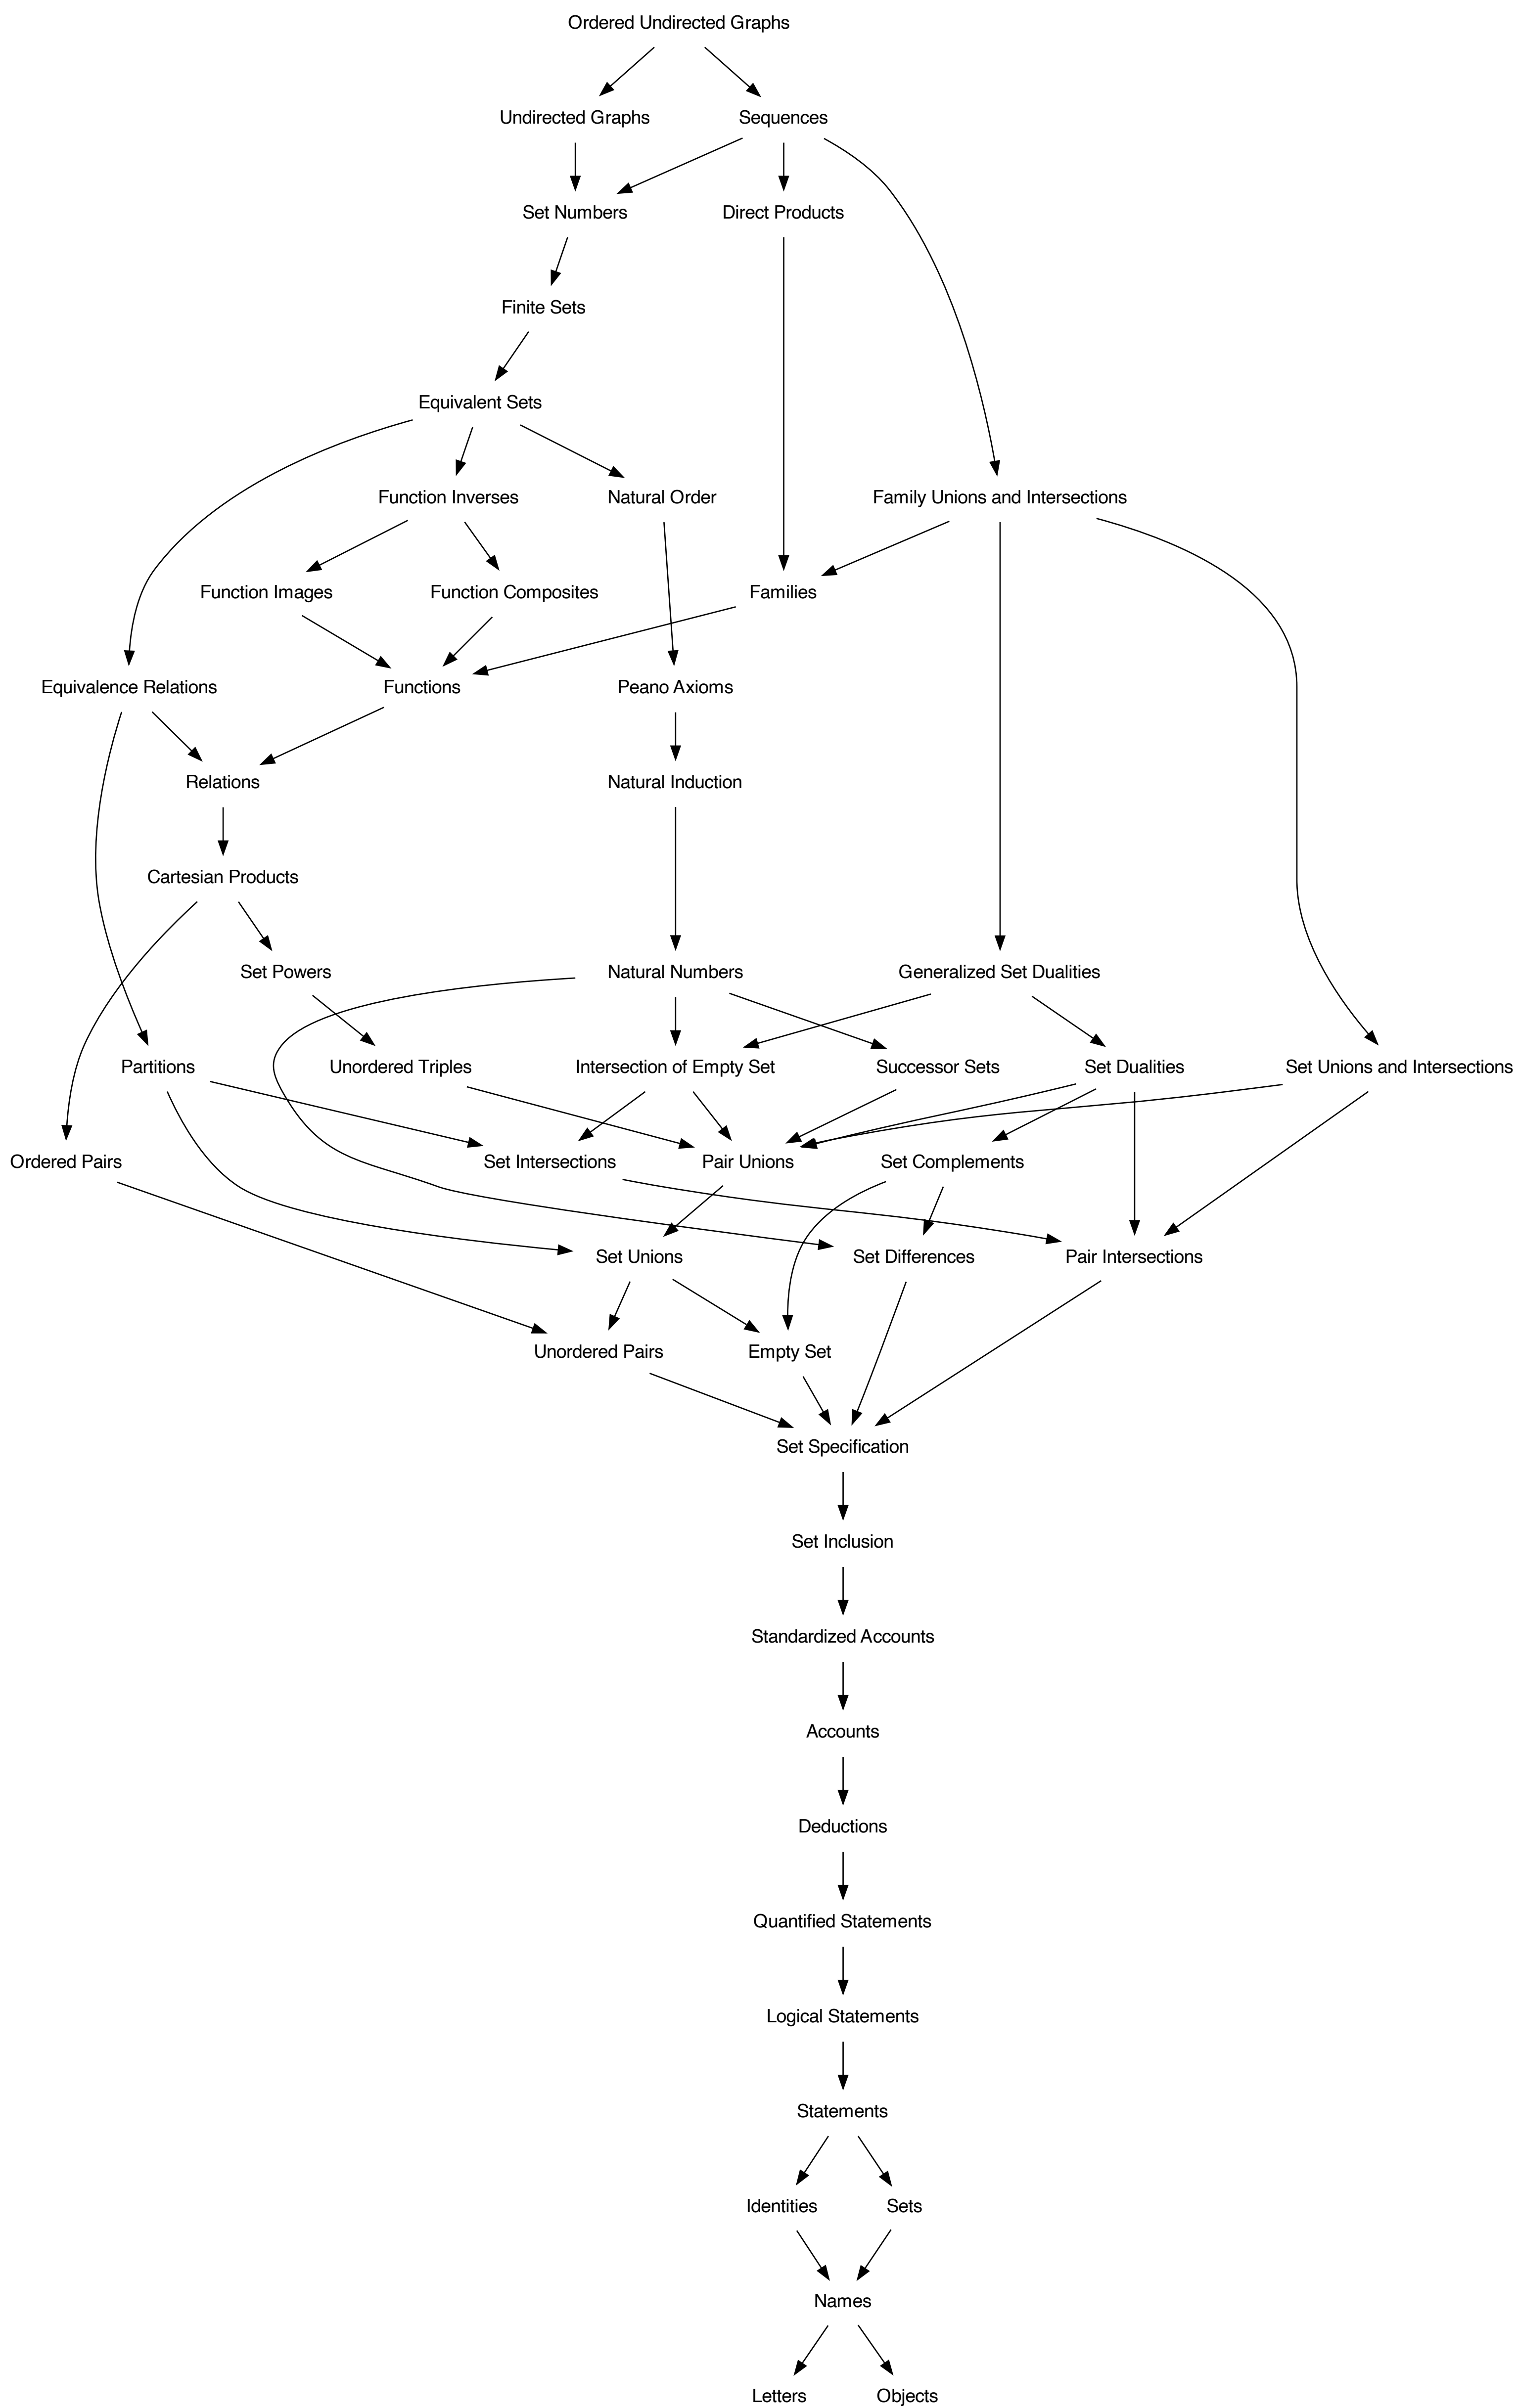 Ordered Undirected Graphs
Undirected Graphs
Sequences
Set Numbers
Direct Products
Finite Sets
Equivalent Sets
Function Inverses
Natural Order
Family Unions and Intersections
Function Images
Function Composites
Families
Equivalence Relations
Functions
Peano Axioms
Relations
Natural Induction
Cartesian Products
Set Powers
Natural Numbers
Generalized Set Dualities
Partitions
Unordered Triples
Intersection of Empty Set
Successor Sets
Set Dualities
Set Unions and Intersections
Ordered Pairs
Set Intersections
Pair Unions
Set Complements
Set Unions
Set Differences
Pair Intersections
Unordered Pairs
Empty Set
Set Specification
Set Inclusion
Standardized Accounts
Accounts
Deductions
Quantified Statements
Logical Statements
Statements
Identities
Sets
Names
Letters
Objects